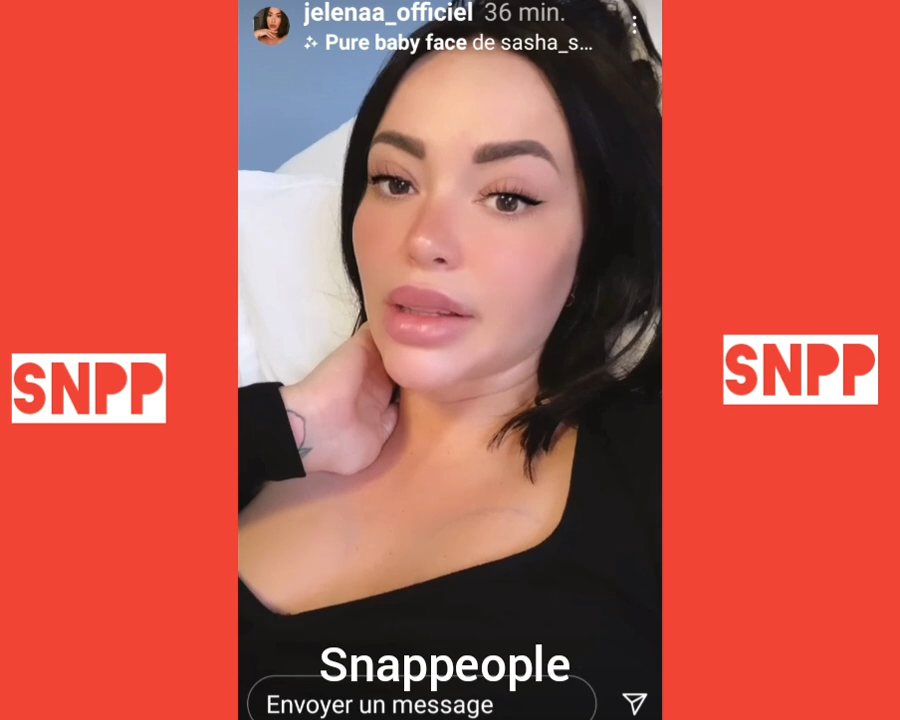 jelenaa_officiel 36 min.
Pure baby face de sasha_s...
SNPP
SNPP
Snappeople
Envoyer un message